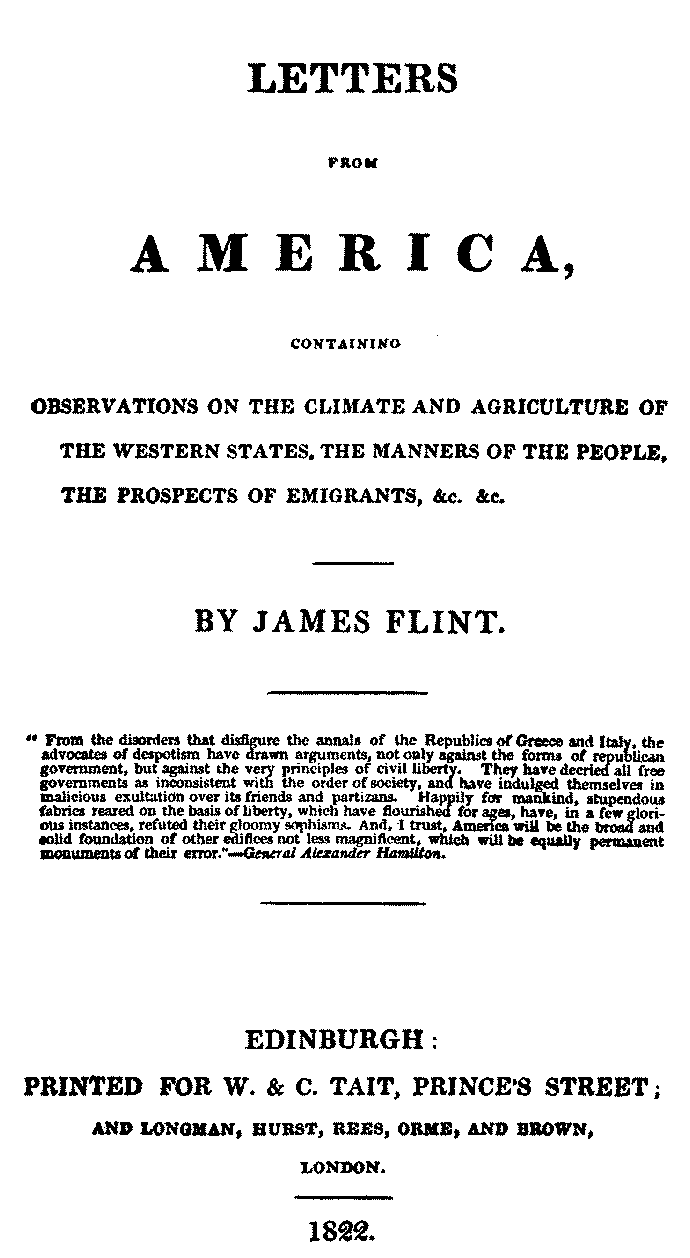 LETTERS
FROM
AMERICA,
CONTAINING
OBSERVATIONS ON THE CLIMATE AND AGRICULTURE OF
THE WESTERN STATES, THE MANNERS OF THE PEOPLE,
THE PROSPECTS OF EMIGRANTS, &c. &c.
BY JAMES FLINT.
“ From the disorders that disfigure the annals of the Republics of Greece and Italy, the
advocates of despotism have drawn arguments, not only against the forms of republican
government, but against the very principles of civil liberty. They have decried all free
governments as inconsistent with the order of society, and have indulged themselves in
malicious exultation over its friends and partizans. Happily for mankind, stupendous
fabrics reared on the basis of liberty, which have flourished for ages, have, in a few glori-
ous instances, refuted their gloomy sophisms. And, I trust, America will be the broad and
solid foundation of other edifices not less magnificent, which will be equally permanent
monuments of their error.”—General Alexander Hamilton.
EDINBURGH:
PRINTED FOR W. & C. TAIT, PRINCE'S STREET;
AND LONGMAN, HURST, REES, ORME, AND BROWN,
LONDON.
1822.